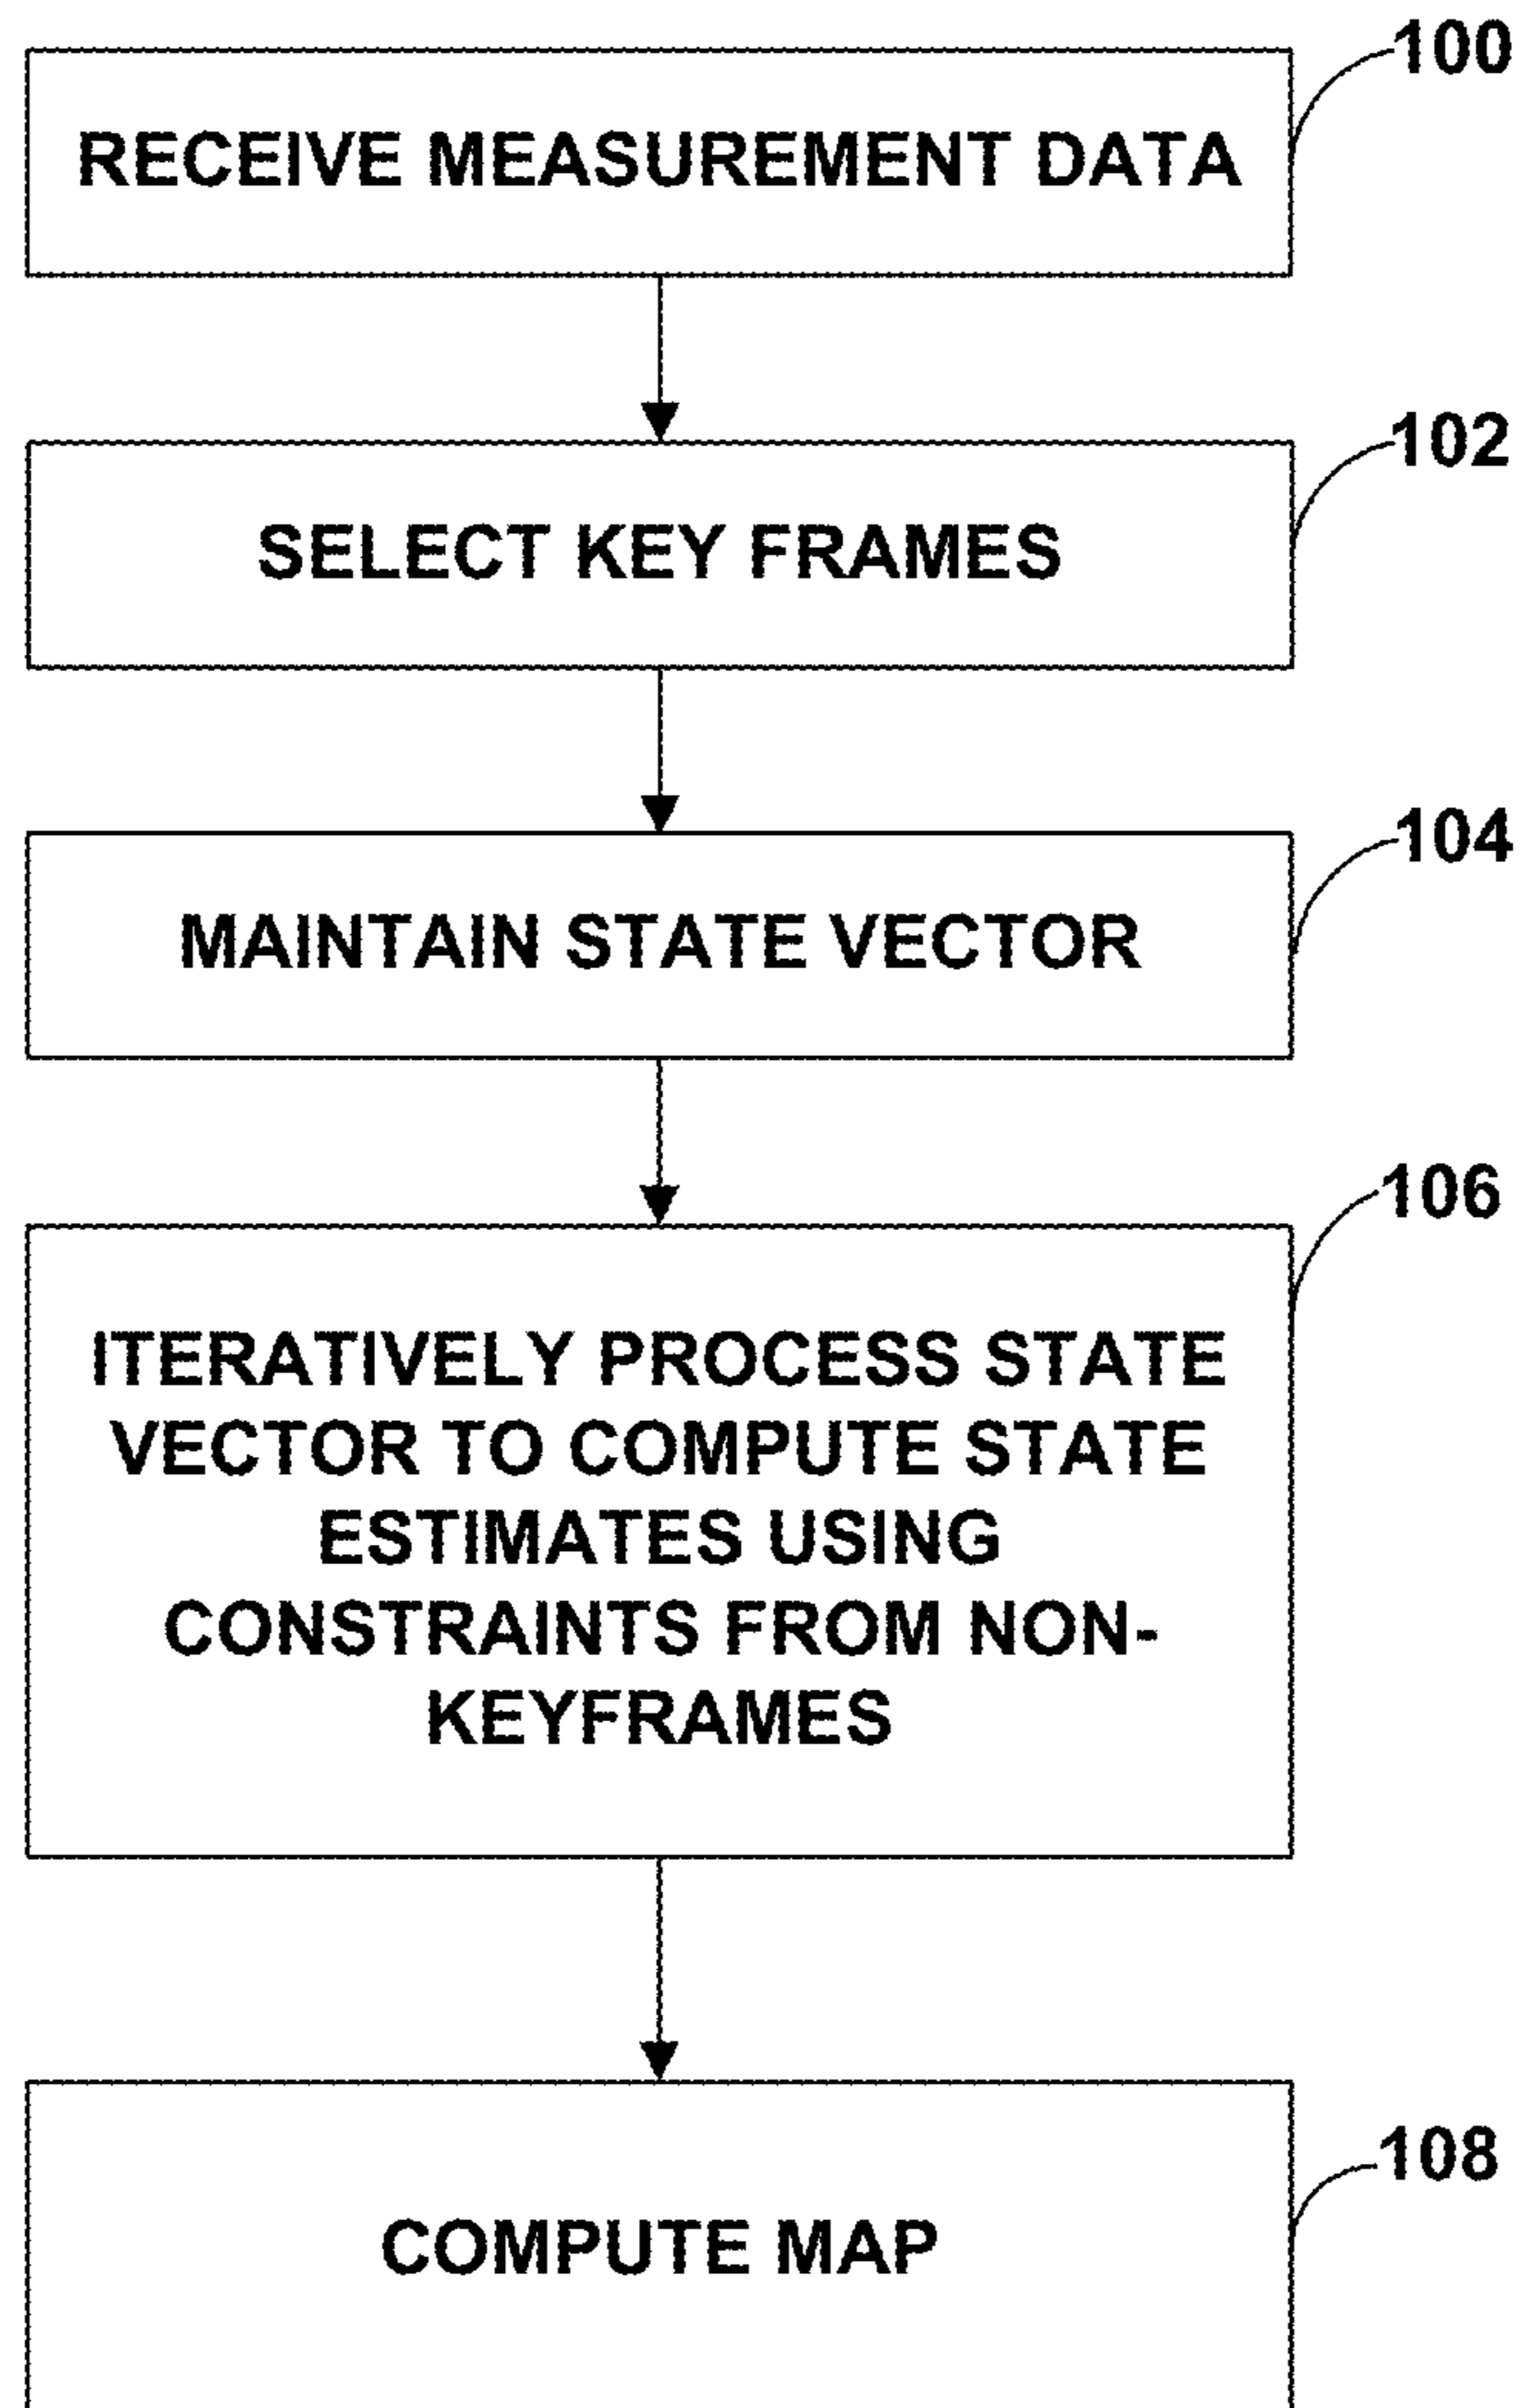 100
RECEIVE MEASUREMENT DATA
102
SELECT KEY FRAMES
104
MAINTAIN STATE VECTOR
106
ITERATIVELY PROCESS STATE
VECTOR TO COMPUTE STATE
ESTIMATES USING
CONSTRAINTS FROM NON-
KEYFRAMES
108
COMPUTE MAP